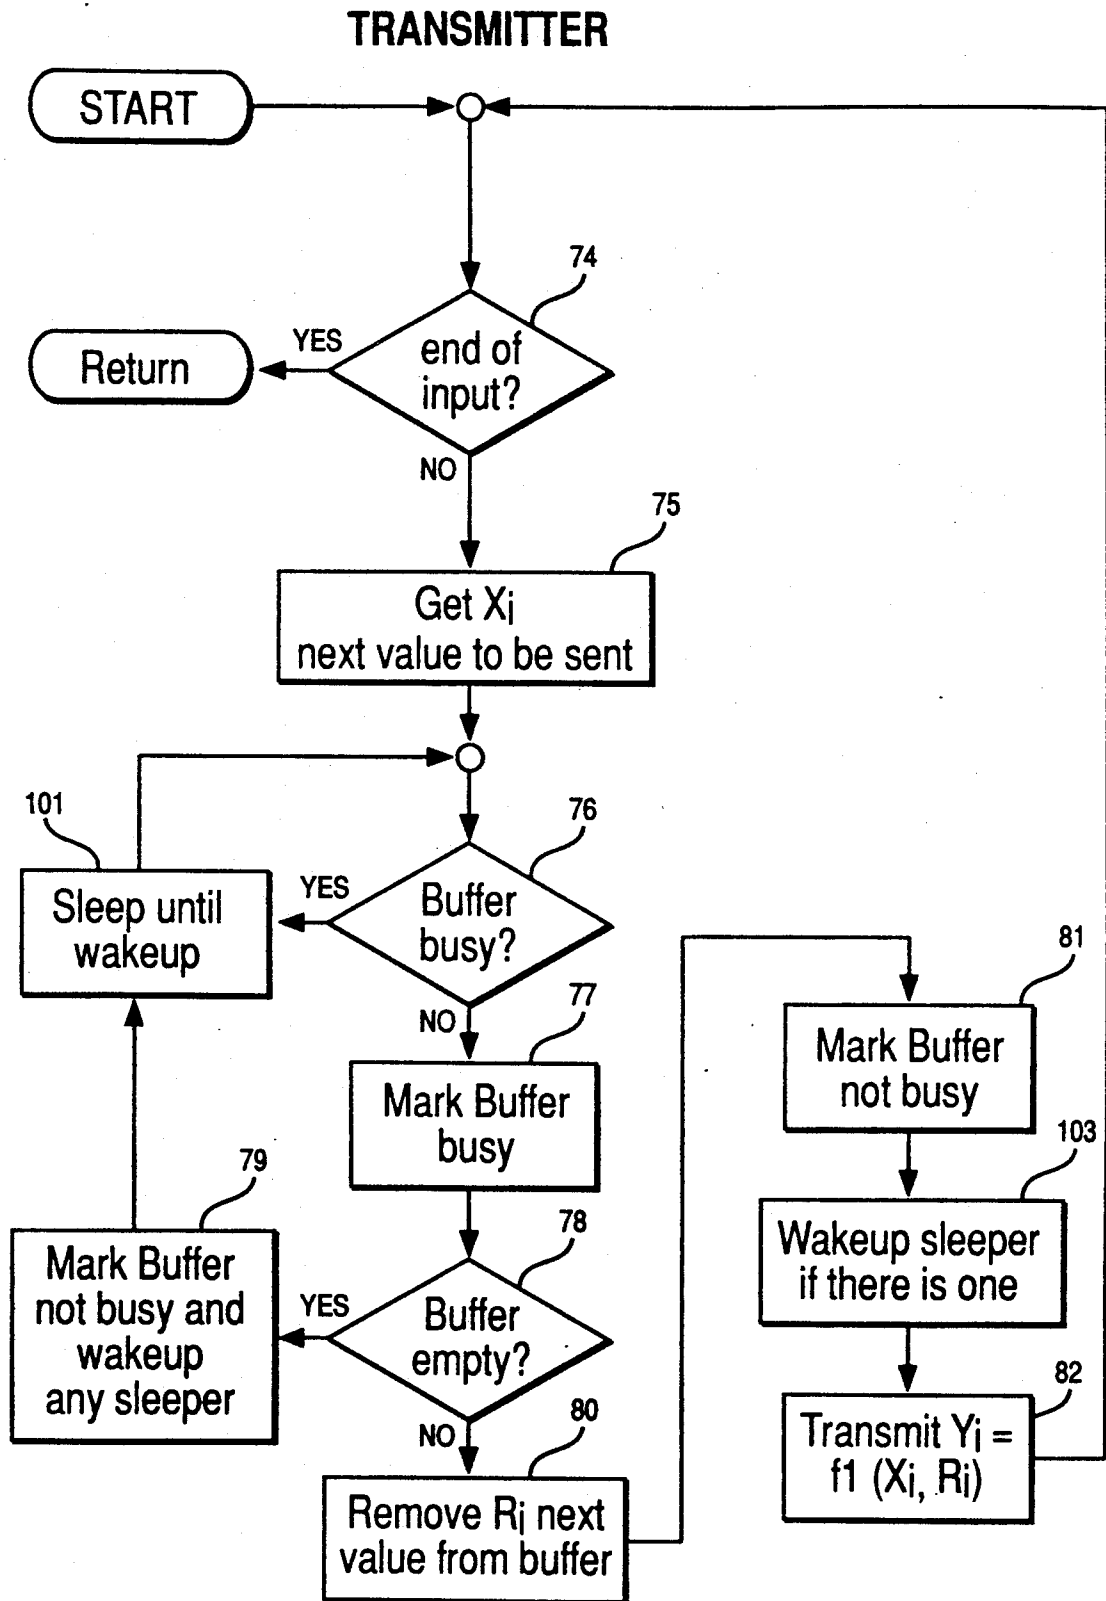 TRANSMITTER
START
74
Return
YES
end of
input?
NO
75
Get Xi
next value to be sent
101
76
Sleep until
wakeup
YES
Buffer
busy?
NO
77
81
Mark Buffer
busy
Mark Buffer
not busy
79
103
78
Mark Buffer
not busy and
wakeup
any sleeper
YES
Buffer
empty?
Wakeup sleeper
if there is one
NO
80
82
Remove Ri next
value from buffer
Transmit Yi =
f1 (Xi, Ri)